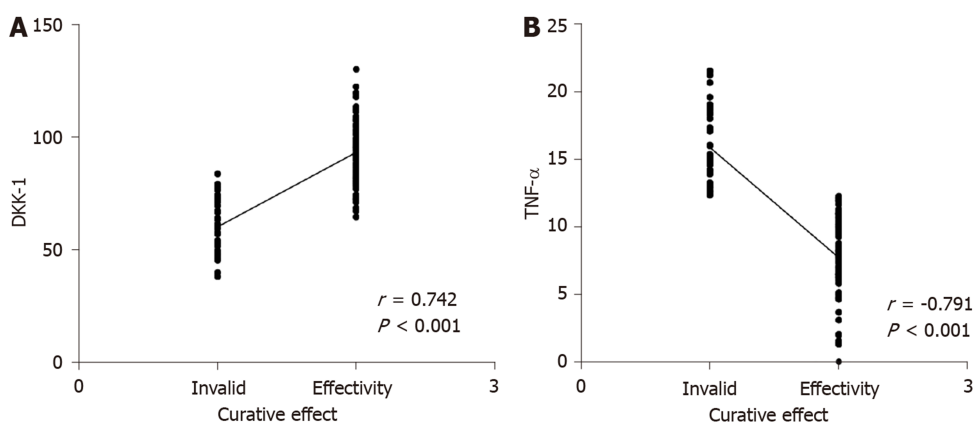 A
150
100
50
0
DKK-1
r = 0.742
P < 0.001
0 Invalid Effectivity 3
Curative effect
B
25
20
15
10
5
0
TNF-α
r = -0.791
P < 0.001
0 Invalid Effectivity 3
Curative effect